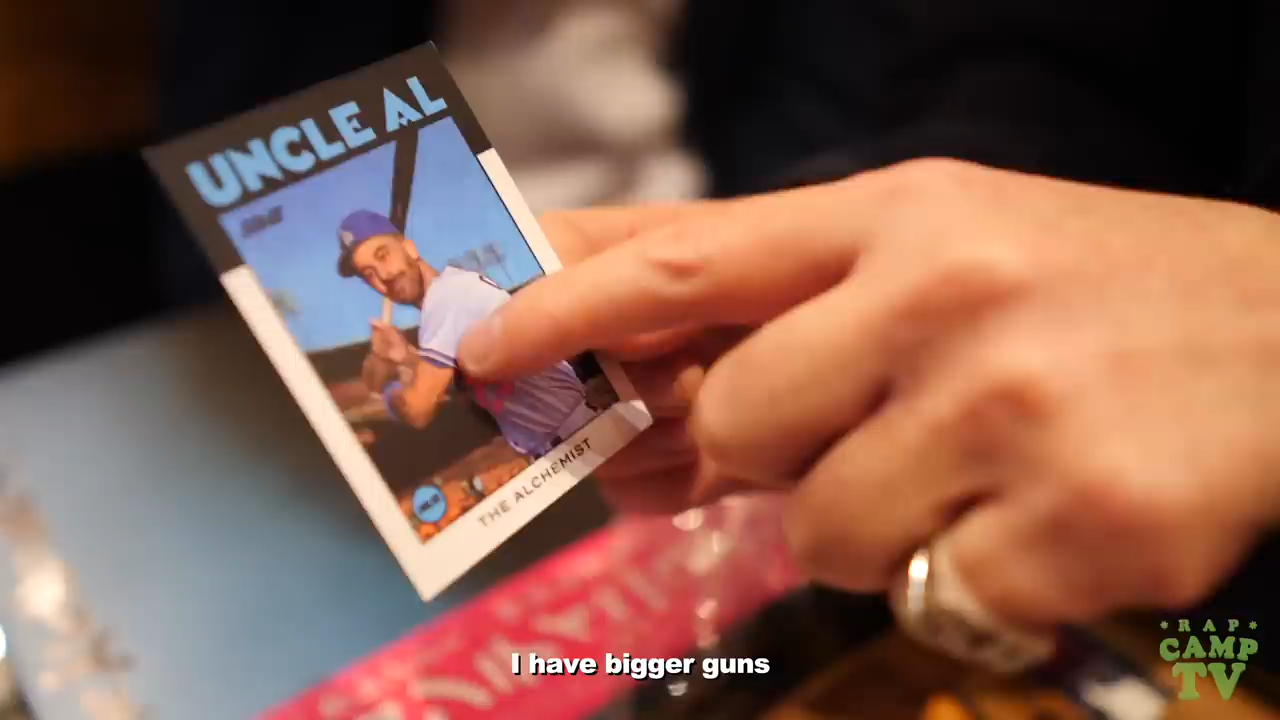 UNCLE AL
THE ALCHEMIST
I have bigger guns
*RAP*
CAMP
TV